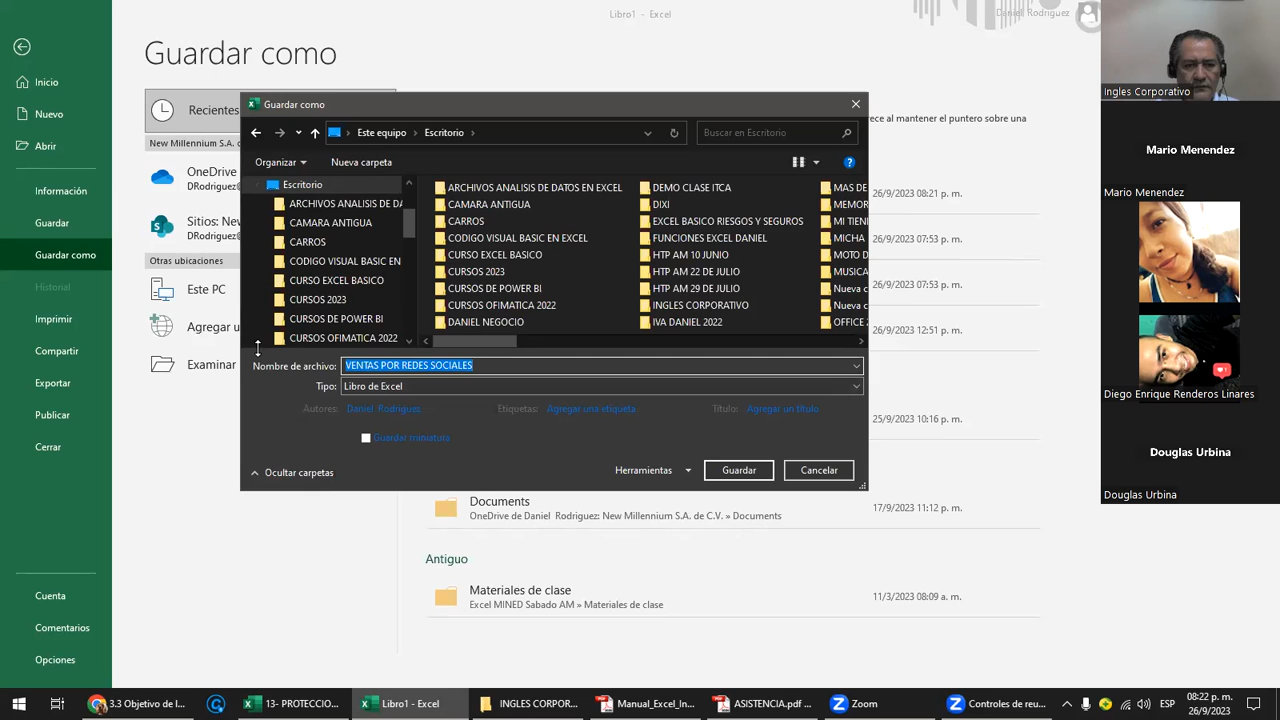 Libro1 - Excel
Daniel Rodriguez
Guardar como
Inicio
Nuevo
Abrir
Información
Guardar
Guardar como
Historial
Imprimir
Compartir
Exportar
Publicar
Cerrar
Cuenta
Comentarios
Opciones
Recientes
New Millennium S.A. d
OneDrive
DRodriguez@
Sitios: New
DRodriguez@
Otras ubicaciones
Este PC
Agregar u
Examinar
Guardar como
Este equipo
Escritorio
Buscar en Escritorio
Organizar
Nueva carpeta
Escritorio
ARCHIVOS ANALISIS DE DA
CAMARA ANTIGUA
CARROS
CODIGO VISUAL BASIC EN
CURSO EXCEL BASICO
CURSOS 2023
CURSOS DE POWER BI
CURSOS OFIMATICA 2022
ARCHIVOS ANALISIS DE DATOS EN EXCEL
CAMARA ANTIGUA
CARROS
CODIGO VISUAL BASIC EN EXCEL
CURSO EXCEL BASICO
CURSOS 2023
CURSOS DE POWER BI
CURSOS OFIMATICA 2022
DANIEL NEGOCIO
DEMO CLASE ITCA
DIXI
EXCEL BASICO RIESGOS Y SEGUROS
FUNCIONES EXCEL DANIEL
HTP AM 10 JUNIO
HTP AM 22 DE JULIO
HTP AM 29 DE JULIO
INGLES CORPORATIVO
IVA DANIEL 2022
MAS DE
MEMOR
MI TIEN
MICHA
MOTO D
MUSICA
Nueva c
Nueva c
OFFICE
Nombre de archivo: VENTAS POR REDES SOCIALES
Tipo: Libro de Excel
Autores: Daniel Rodriguez
Etiquetas: Agregar una etiqueta
Título: Agregar un título
Guardar miniatura
Ocultar carpetas
Herramientas
Guardar
Cancelar
rece al mantener el puntero sobre una
26/9/2023 08:21 p. m.
26/9/2023 07:53 p. m.
26/9/2023 07:53 p. m.
26/9/2023 12:51 p. m.
25/9/2023 10:16 p. m.
Documents
OneDrive de Daniel Rodriguez: New Millennium S.A. de C.V. » Documents
17/9/2023 11:12 p. m.
Antiguo
Materiales de clase
Excel MINED Sabado AM » Materiales de clase
11/3/2023 08:09 a. m.
Ingles Corporativo
Mario Menendez
Mario Menendez
Diego Enrique Renderos Linares
Douglas Urbina
Douglas Urbina
3.3 Objetivo de l...
13- PROTECCION...
Libro1 - Excel
INGLES CORPOR...
Manual_Excel_In...
ASISTENCIA.pdf ...
Zoom
Controles de reu...
ESP
08:22 p. m.
26/9/2023